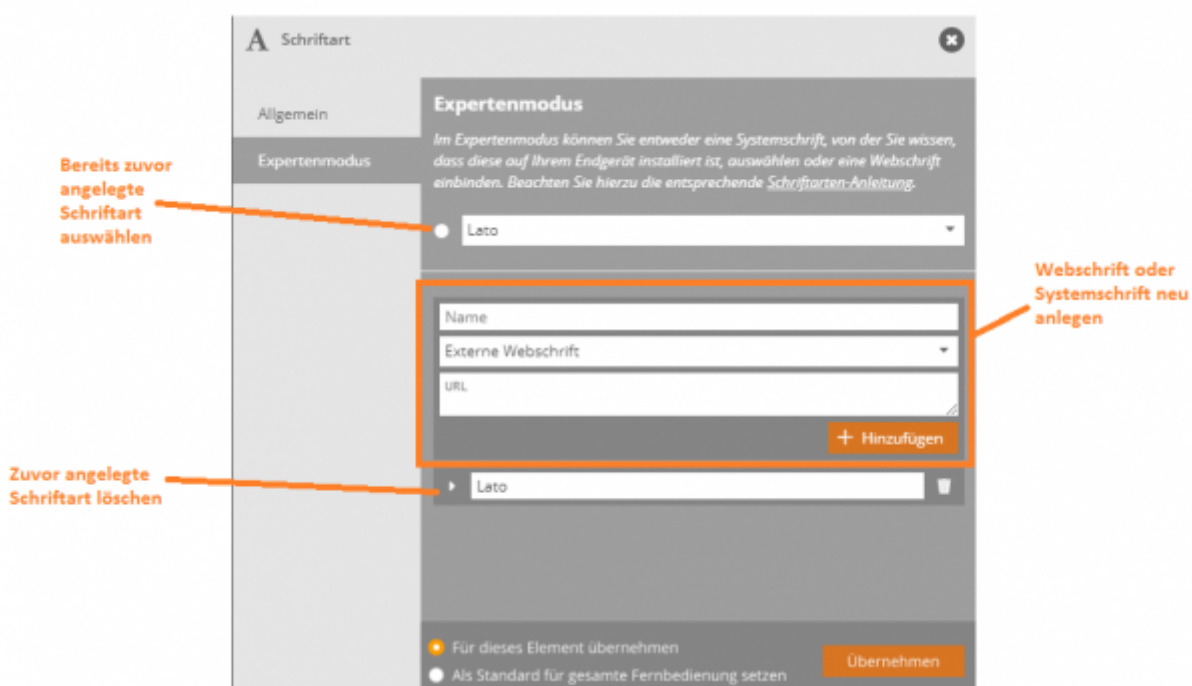 A Schriftart
Allgemein
Expertenmodus
Expertenmodus
Im Expertenmodus können Sie entweder eine Systemschrift, von der Sie wissen,
dass diese auf Ihrem Endgerät installiert ist, auswählen oder eine Webschrift
einbinden. Beachten Sie hierzu die entsprechende Schriftarten-Anleitung.
Bereits zuvor
angelegte
Schriftart
auswählen
Lato
Webschrift oder
Systemschrift neu
anlegen
Name
Externe Webschrift
URL
+ Hinzufügen
Zuvor angelegte
Schriftart löschen
Lato
Für dieses Element übernehmen
Als Standard für gesamte Fernbedienung setzen
Übernehmen